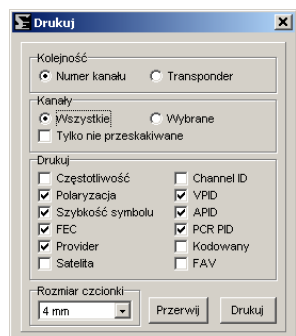 Drukuj
Kolejność
Numer kanału Transponder
Kanały
Wszystkie Wybrane
Tylko nie przeskakiwane
Drukuj
Częstotliwość Channel ID
Polaryzacja VPID
Szybkość symbolu APID
FEC PCR PID
Provider Kodowany
Satelita FAV
Rozmiar czcionki
4 mm Przerwij Drukuj